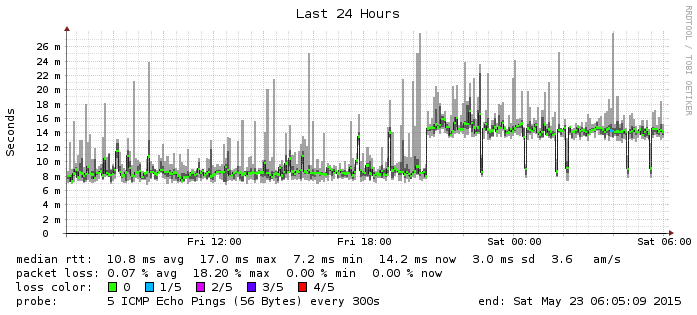 Last 24 Hours
RRDTOOL / TOBI OETIKER
Seconds
26 m
24 m
22 m
20 m
18 m
16 m
14 m
12 m
10 m
8 m
6 m
4 m
2 m
0
Fri 12:00 Fri 18:00 Sat 00:00 Sat 06:00
median rtt: 10.8 ms avg 17.0 ms max 7.2 ms min 14.2 ms now 3.0 ms sd 3.6 am/s
packet loss: 0.07 % avg 18.20 % max 0.00 % min 0.00 % now
loss color: 0 1/5 2/5 3/5 4/5
probe: 5 ICMP Echo Pings (56 Bytes) every 300s end: Sat May 23 06:05:09 2015